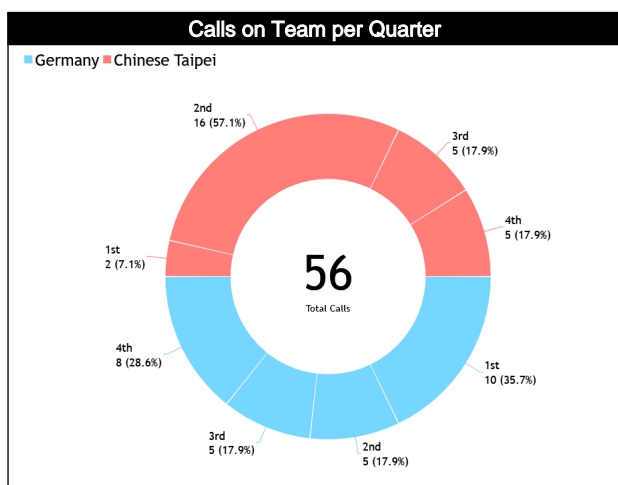 Calls on Team per Quarter
Germany Chinese Taipei
2nd
16 (57.1%)
3rd
5 (17.9%)
4th
5 (17.9%)
1st
2 (7.1%)
56
Total Calls
4th
8 (28.6%)
1st
10 (35.7%)
3rd
5 (17.9%)
2nd
5 (17.9%)